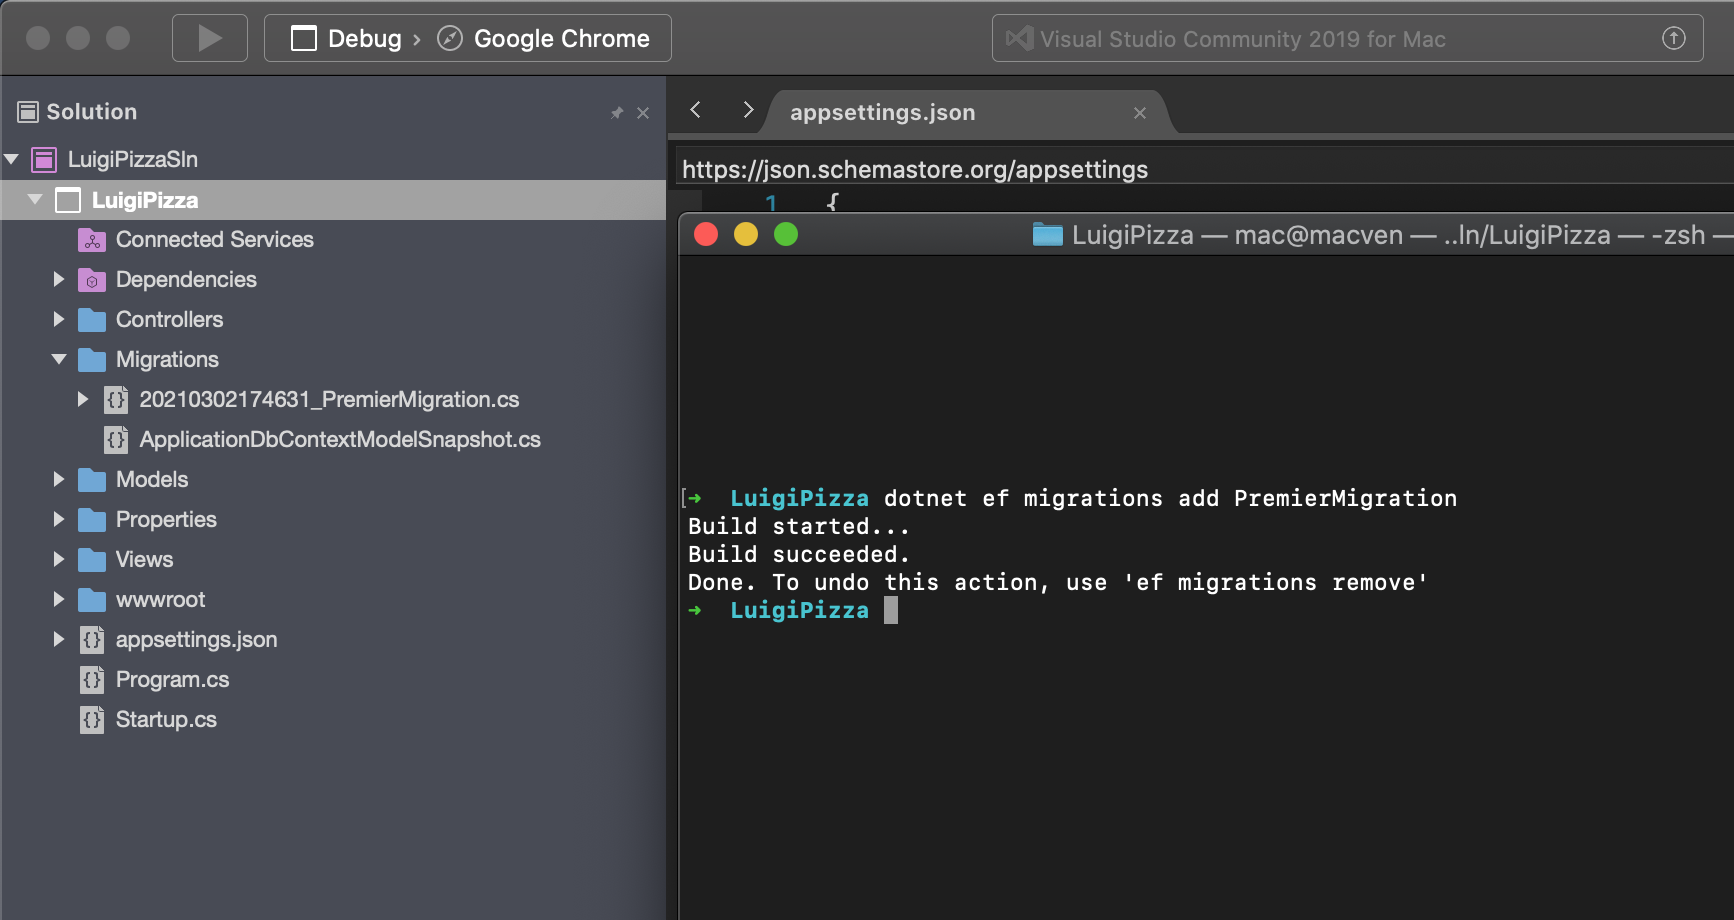 Debug › Google Chrome
Visual Studio Community 2019 for Mac
Solution
LuigiPizzaSln
LuigiPizza
Connected Services
Dependencies
Controllers
Migrations
20210302174631_PremierMigration.cs
ApplicationDbContextModelSnapshot.cs
Models
Properties
Views
wwwroot
appsettings.json
Program.cs
Startup.cs
appsettings.json
https://json.schemastore.org/appsettings
1 {
LuigiPizza — mac@macven — ..ln/LuigiPizza — -zsh —
[➜ LuigiPizza dotnet ef migrations add PremierMigration
Build started...
Build succeeded.
Done. To undo this action, use 'ef migrations remove'
➜ LuigiPizza